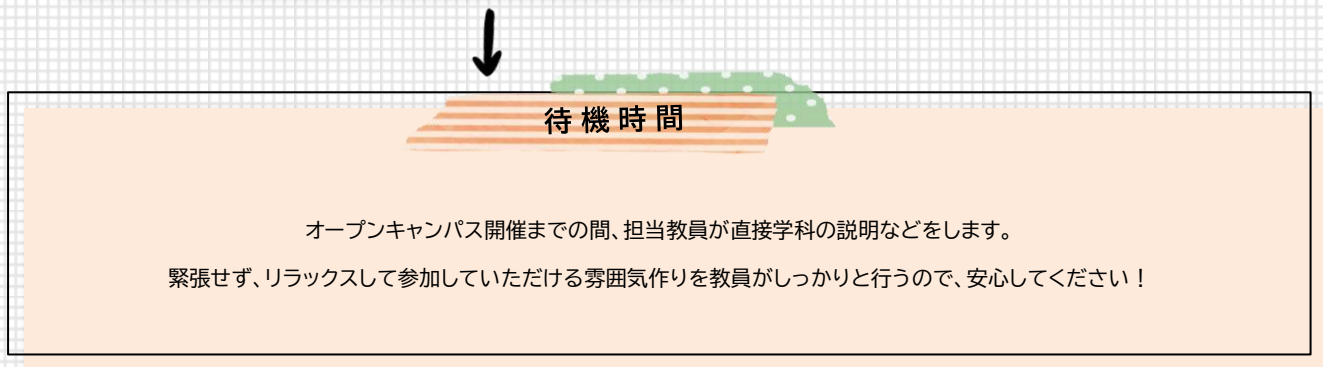 待機時間
オープンキャンパス開催までの間、担当教員が直接学科の説明などをします。
緊張せず、リラックスして参加していただける雰囲気作りを教員がしっかりと行うので、安心してください！